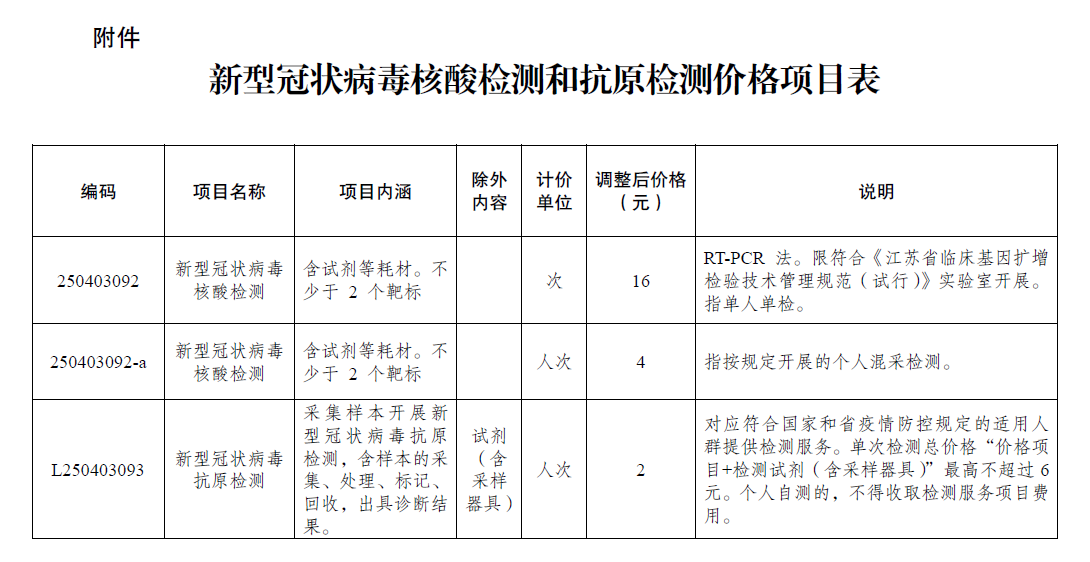 附件
新型冠状病毒核酸检测和抗原检测价格项目表
编码
项目名称
项目内涵
除外
内容
计价
单位
调整后价格
（元）
说明
250403092
新型冠状病毒
核酸检测
含试剂等耗材。不
少于 2 个靶标
次
16
RT-PCR 法。限符合《江苏省临床基因扩增
检验技术管理规范（试行）》实验室开展。
指单人单检。
250403092-a
新型冠状病毒
核酸检测
含试剂等耗材。不
少于 2 个靶标
人次
4
指按规定开展的个人混采检测。
L250403093
新型冠状病毒
抗原检测
采集样本开展新
型冠状病毒抗原
检测，含样本的采
集、处理、标记、
回收，出具诊断结
果。
试剂
（含
采样
器具）
人次
2
对应符合国家和省疫情防控规定的适用人
群提供检测服务。单次检测总价格“价格项
目+检测试剂（含采样器具）”最高不超过 6
元。个人自测的，不得收取检测服务项目费
用。